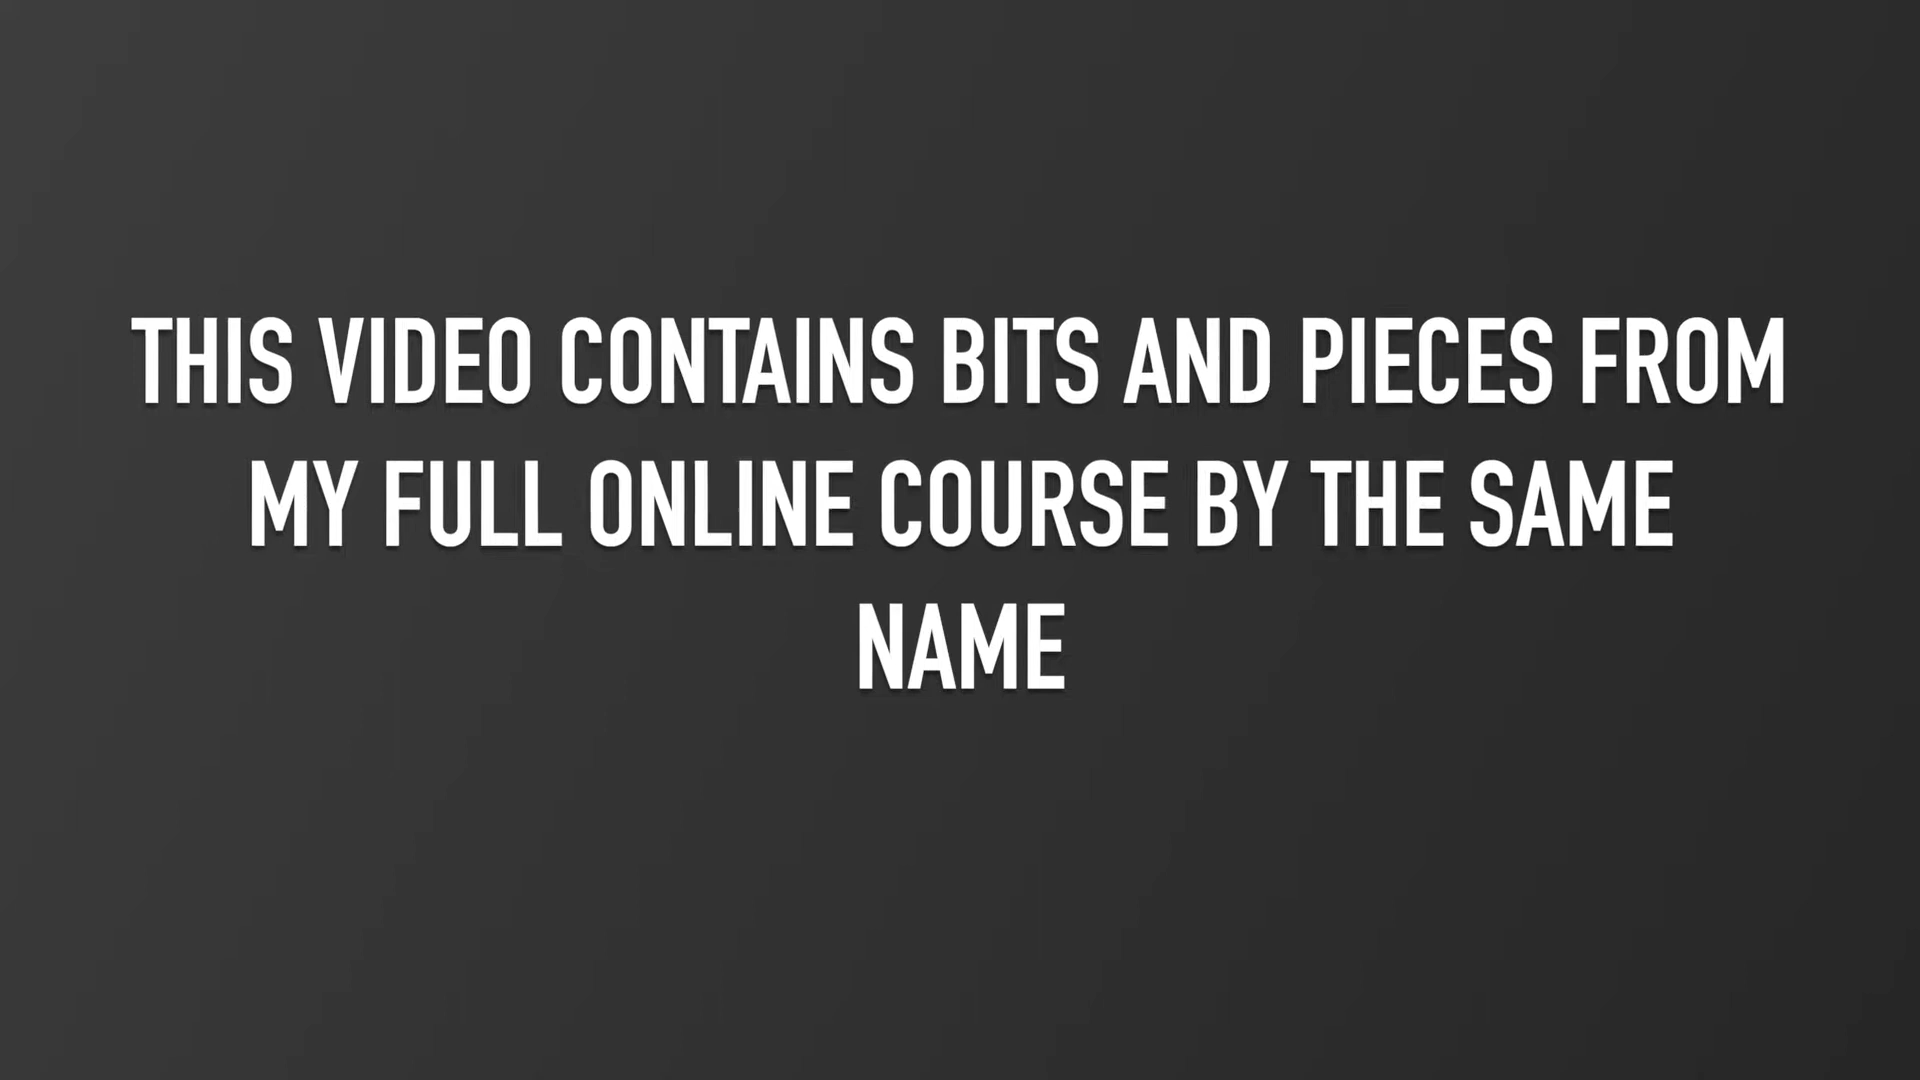 THIS VIDEO CONTAINS BITS AND PIECES FROM
MY FULL ONLINE COURSE BY THE SAME
NAME